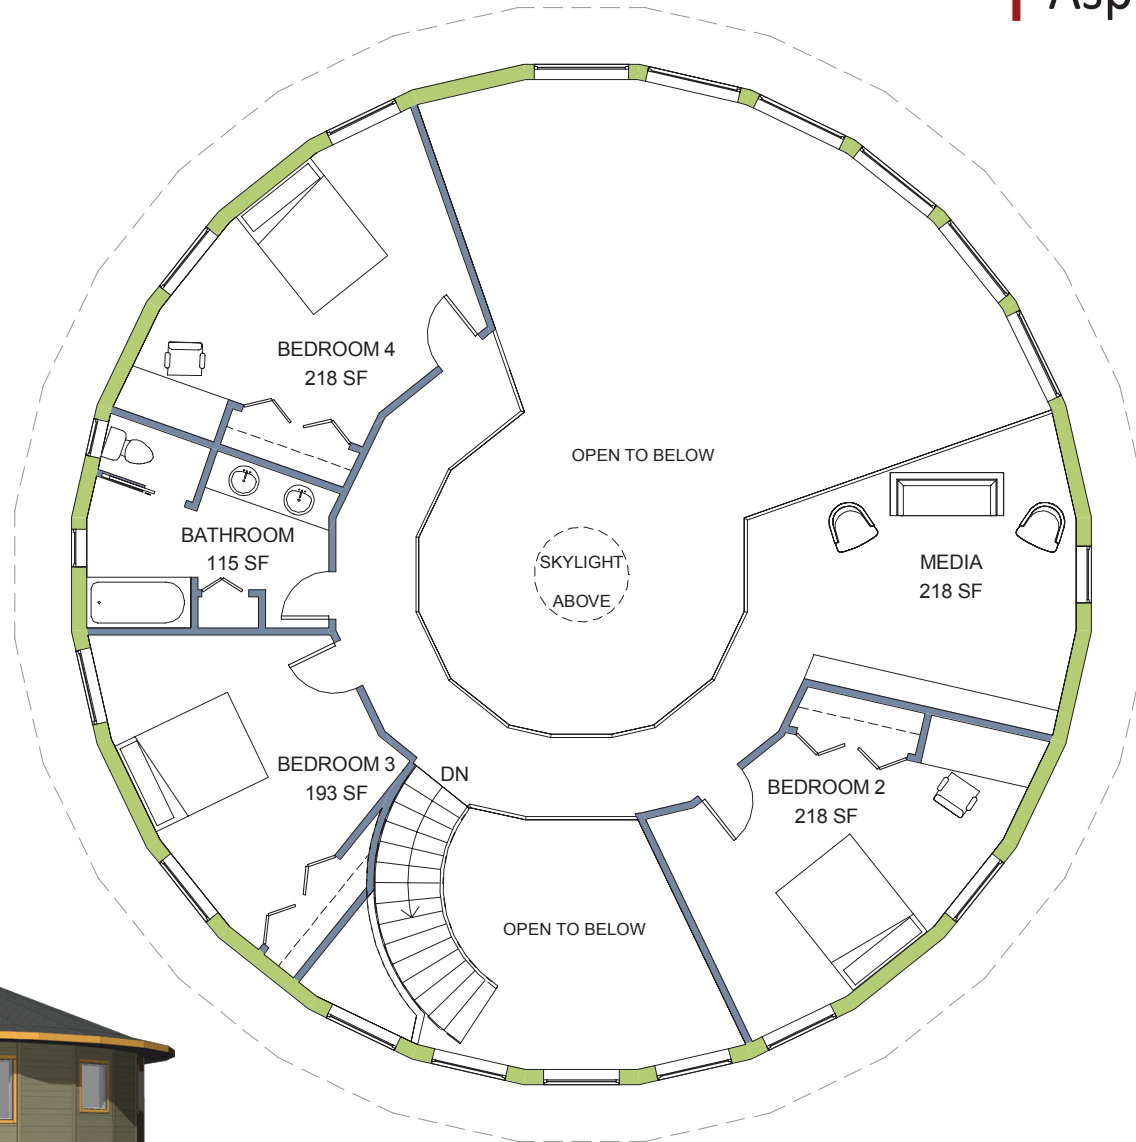 Asp
BEDROOM 4
218 SF
OPEN TO BELOW
BATHROOM
115 SF
SKYLIGHT
ABOVE
MEDIA
218 SF
BEDROOM 3
193 SF
DN
BEDROOM 2
218 SF
OPEN TO BELOW